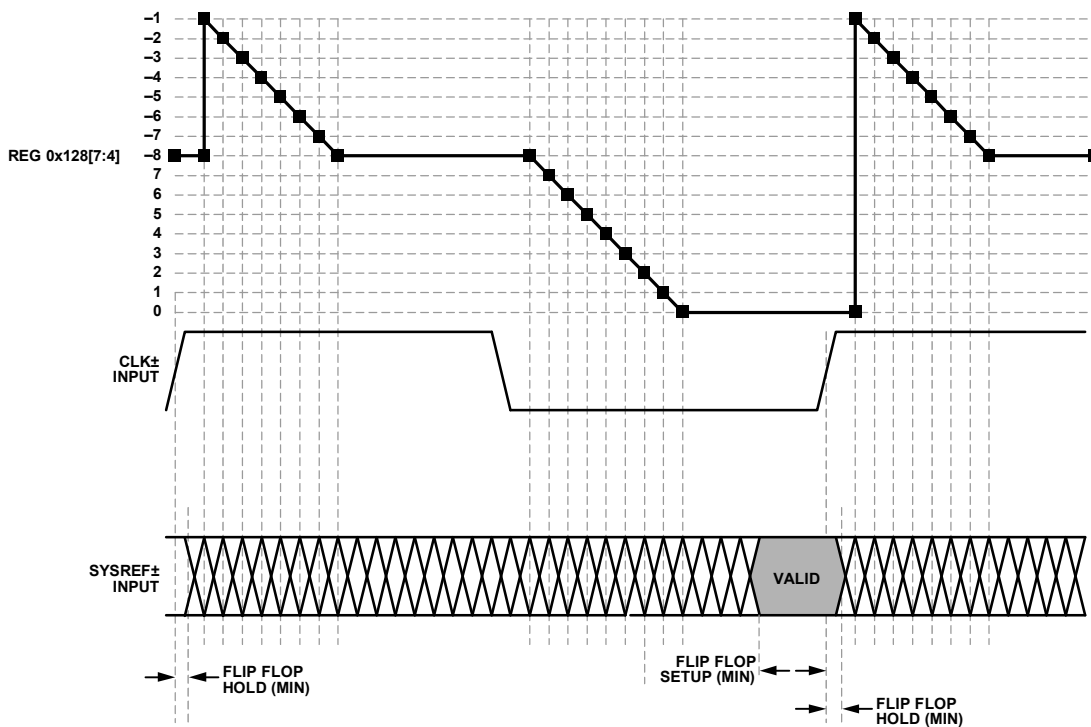 –1
–2
–3
–4
–5
–6
–7
REG 0x128[7:4] –8
7
6
5
4
3
2
1
0
CLK±
INPUT
SYSREF±
INPUT
VALID
FLIP FLOP
HOLD (MIN)
FLIP FLOP
SETUP (MIN)
FLIP FLOP
HOLD (MIN)